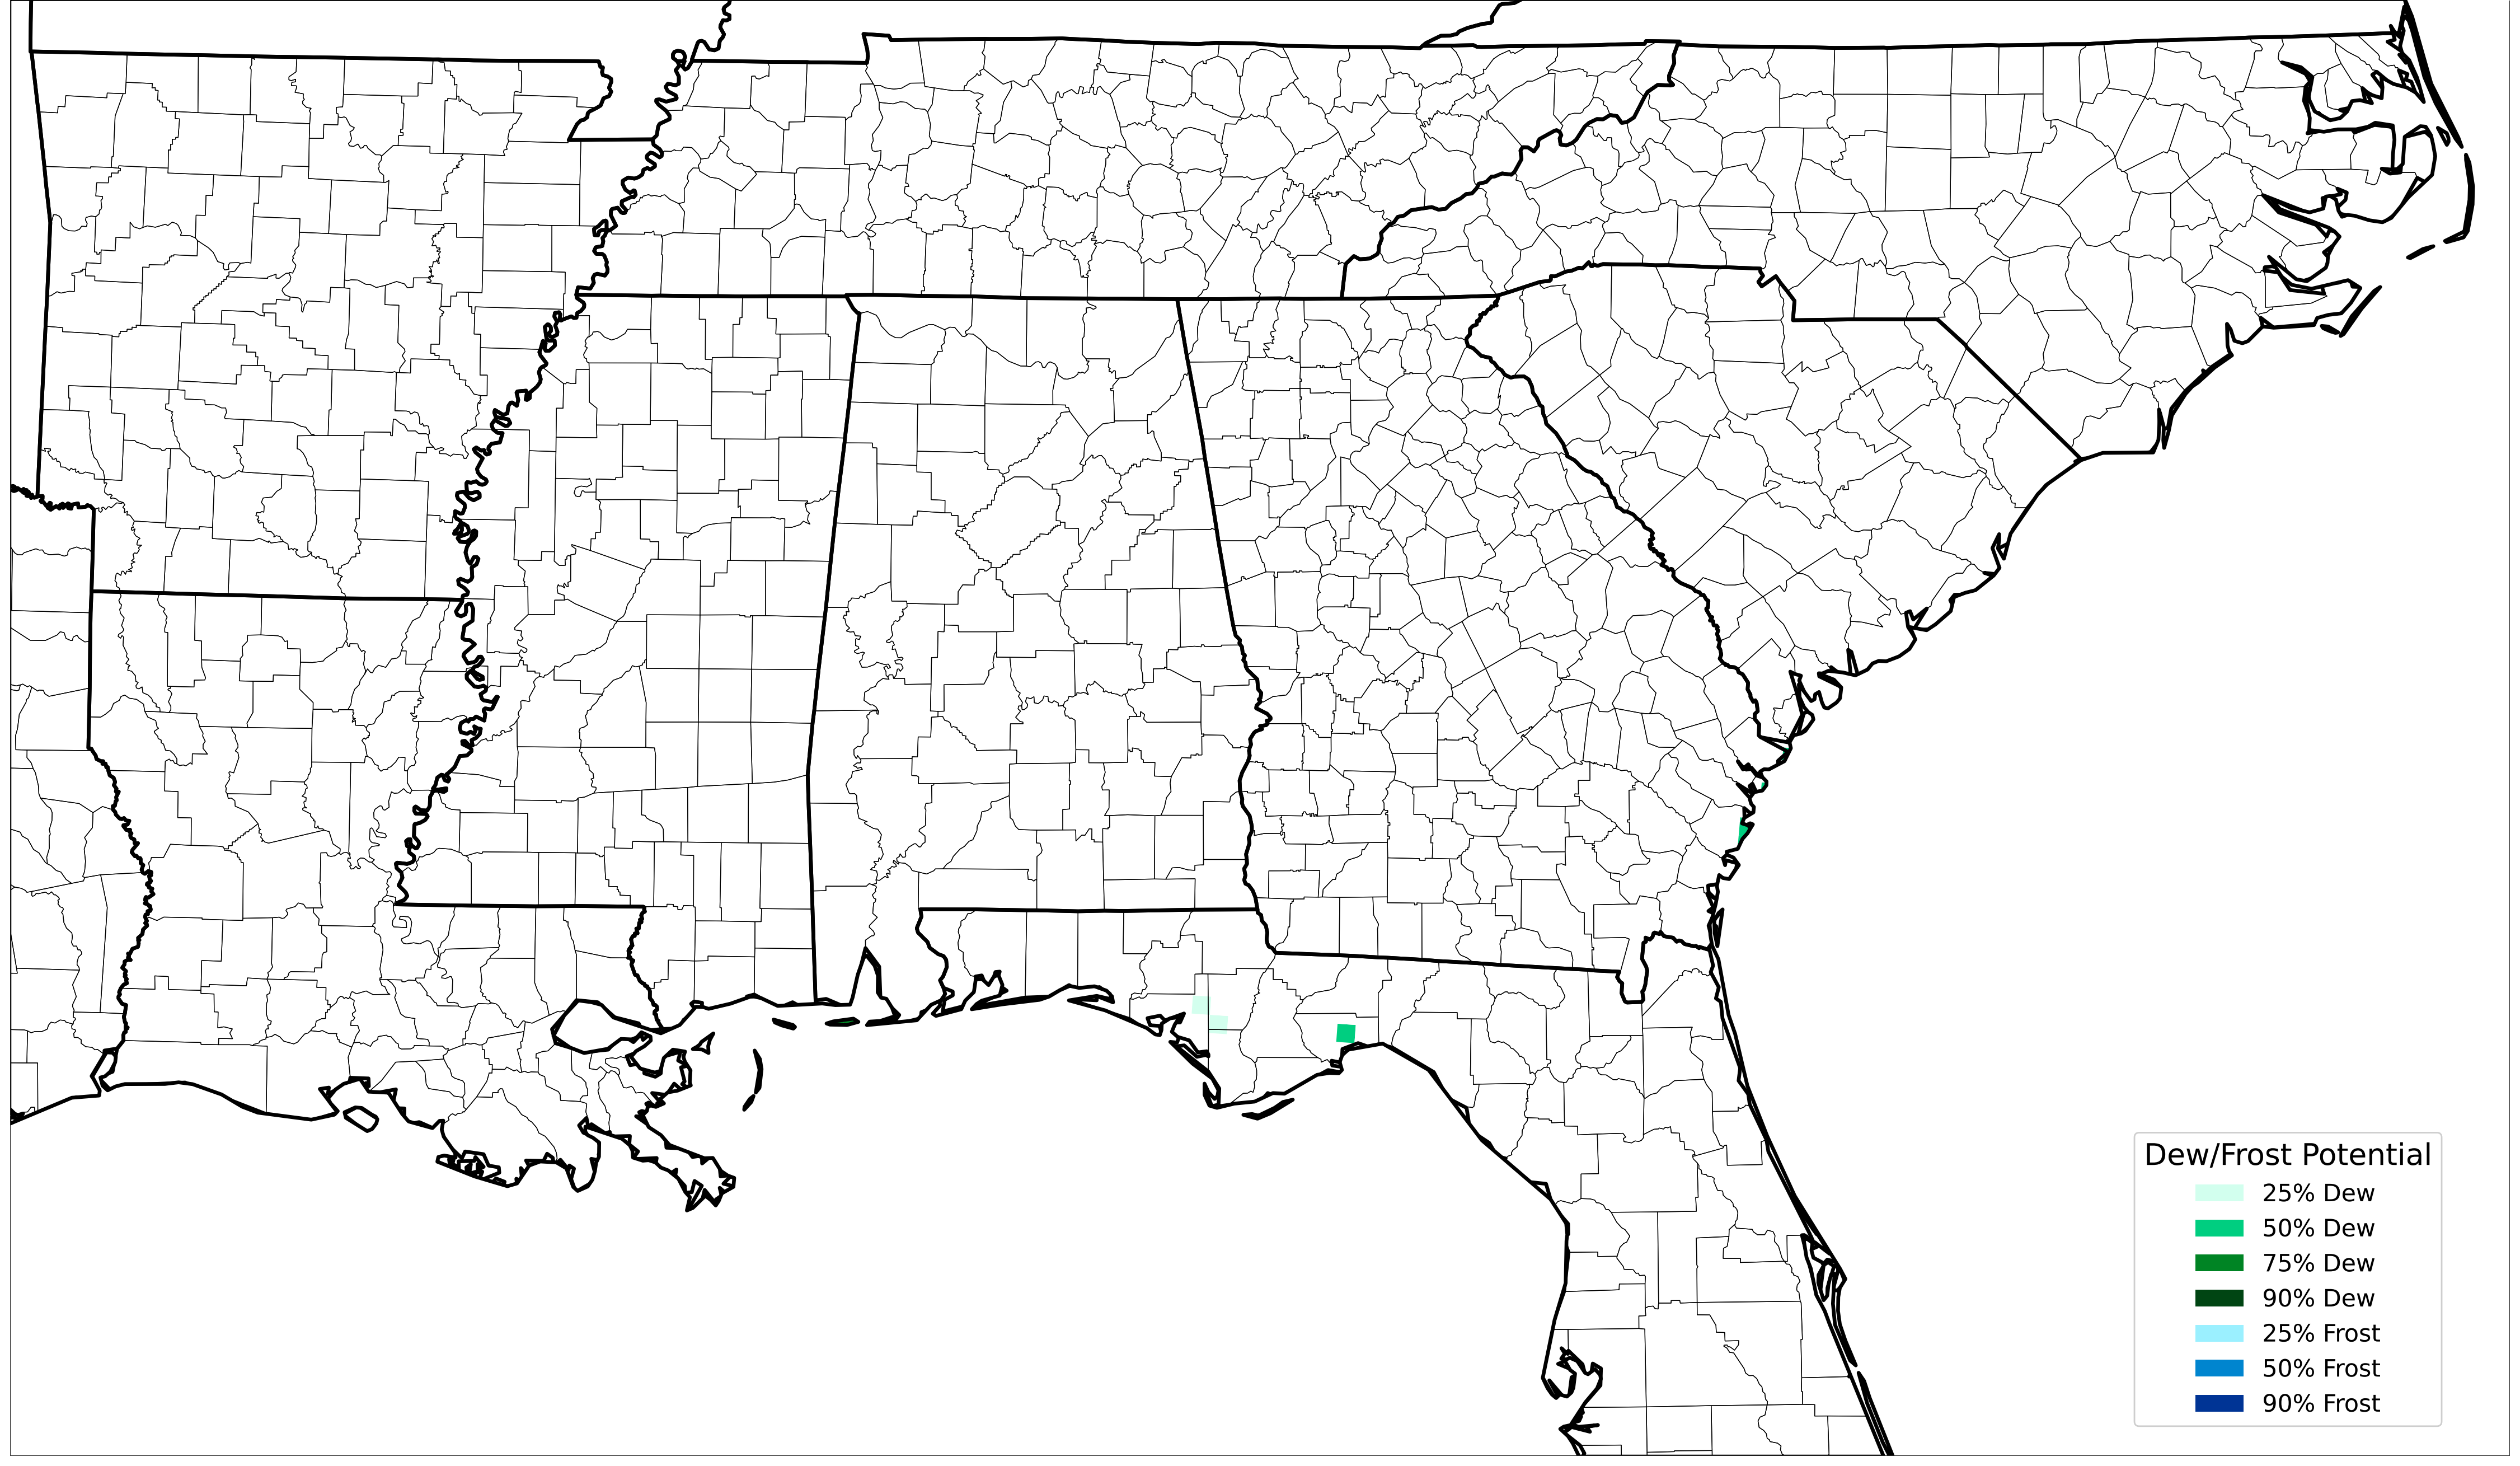 Dew/Frost Potential
25% Dew
50% Dew
75% Dew
90% Dew
25% Frost
50% Frost
90% Frost